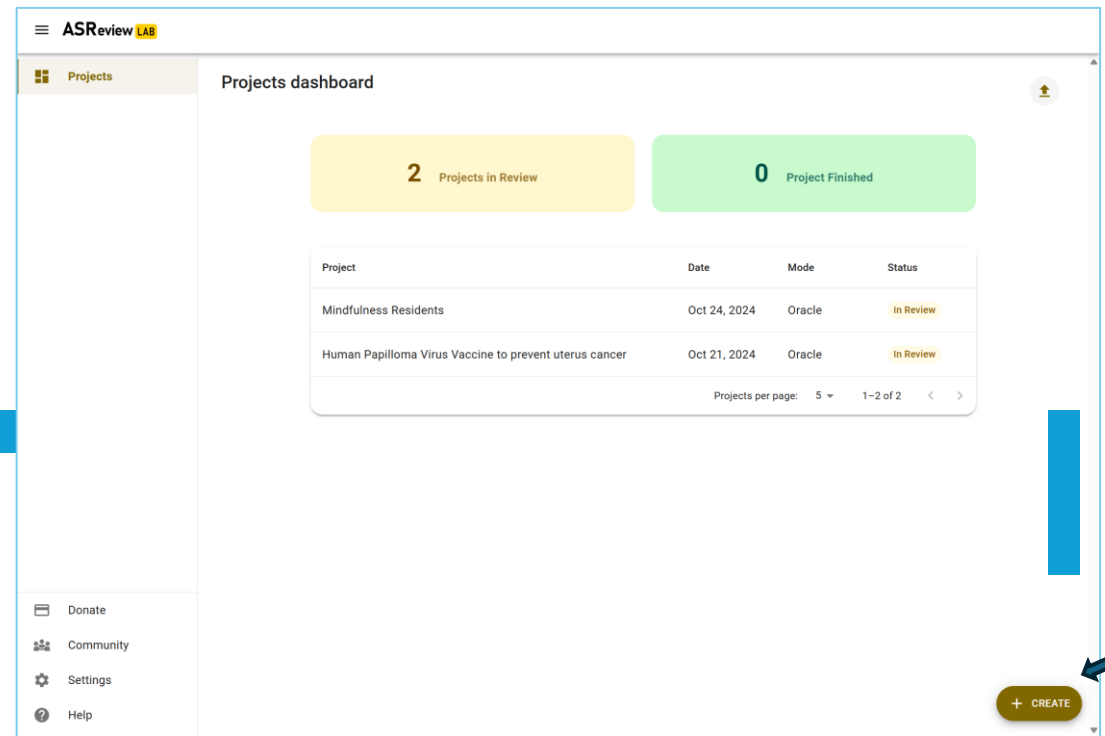 ASReview LAB
Projects
Projects dashboard
2 Projects in Review
0 Project Finished
Project Date Mode Status
Mindfulness Residents Oct 24, 2024 Oracle In Review
Human Papilloma Virus Vaccine to prevent uterus cancer Oct 21, 2024 Oracle In Review
Projects per page: 5 1–2 of 2
Donate
Community
Settings
Help
+ CREATE